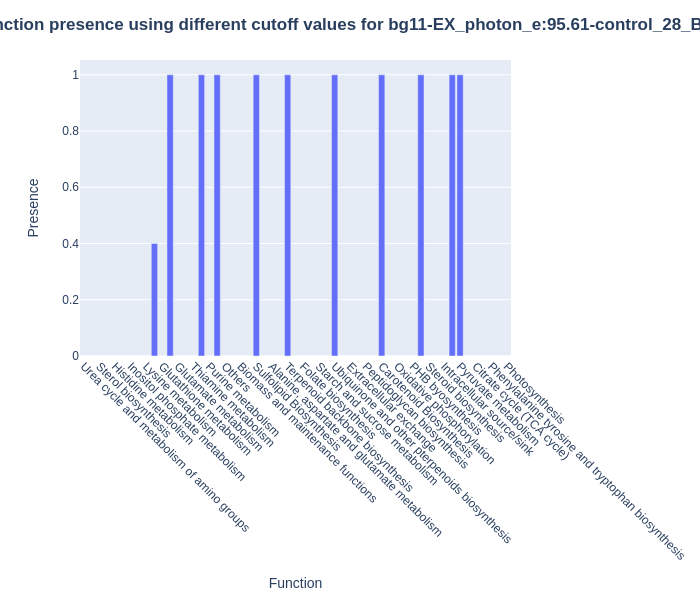 nction presence using different cutoff values for bg11-EX_photon_e:95.61-control_28_B
Presence
1
0.8
0.6
0.4
0.2
0
Urea cycle and metabolism of amino groups
Sterol biosynthesis
Histidine metabolism
Inositol phosphate metabolism
Lysine metabolism
Glutathione metabolism
Glutamate metabolism
Thiamine metabolism
Purine metabolism
Others
Biomass and maintenance functions
Sulfolipid Biosynthesis
Alanine, aspartate and glutamate metabolism
Terpenoid backbone biosynthesis
Folate biosynthesis
Starch and sucrose metabolism
Ubiquinone and other pterpenoids biosynthesis
Extracellular exchange
Peptidoglycan biosynthesis
Carotenoid Biosynthesis
Oxidative phosphorylation
PHB byosynthesis
Steroid biosynthesis
Intracellular source/sink
Pyruvate metabolism
Citrate cycle (TCA cycle)
Phenylalanine tyrosine and tryptophan biosynthesis
Photosynthesis
Function